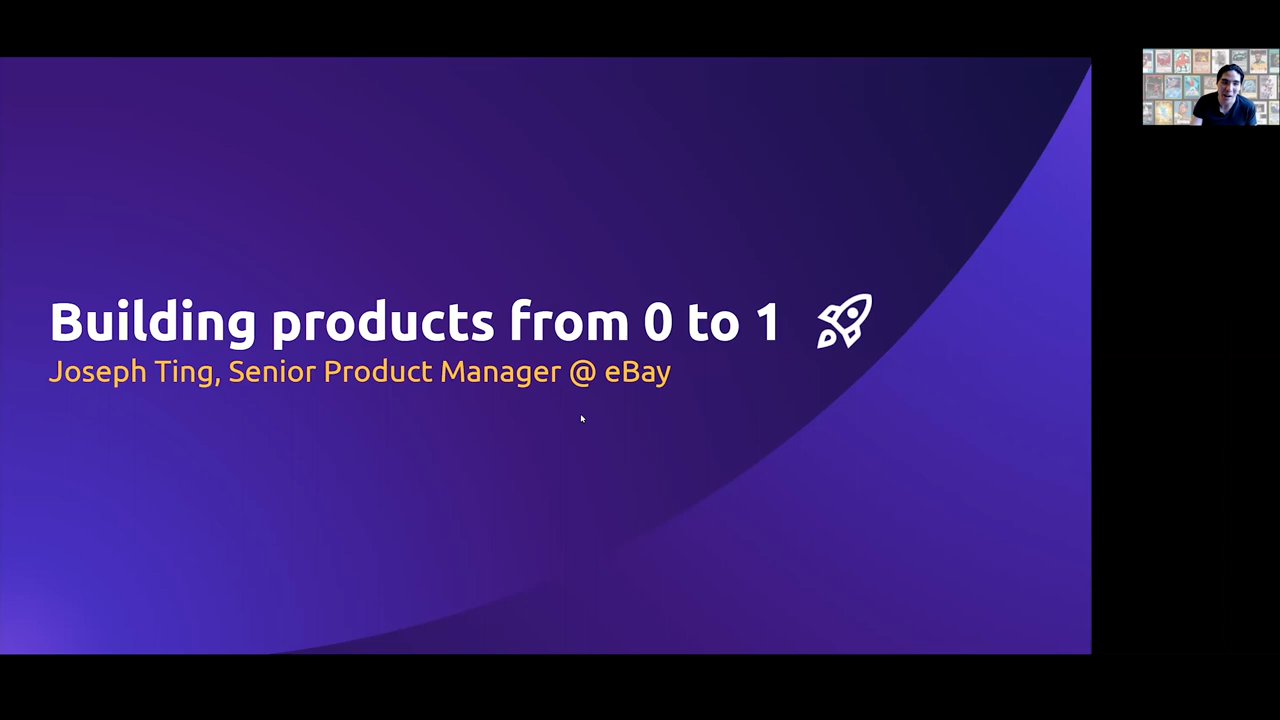 Building products from 0 to 1
Joseph Ting, Senior Product Manager @ eBay